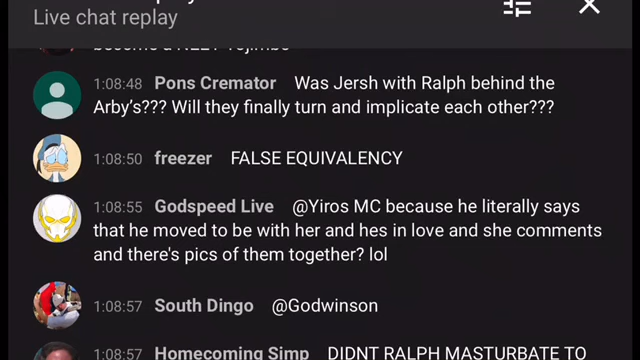 Live chat replay
1:08:48 Pons Cremator Was Jersh with Ralph behind the
Arby's??? Will they finally turn and implicate each other???
1:08:50 freezer FALSE EQUIVALENCY
1:08:55 Godspeed Live @Yiros MC because he literally says
that he moved to be with her and hes in love and she comments
and there's pics of them together? lol
1:08:57 South Dingo @Godwinson
1:08:57 Homecoming Simp DIDNT RALPH MASTURBATE TO